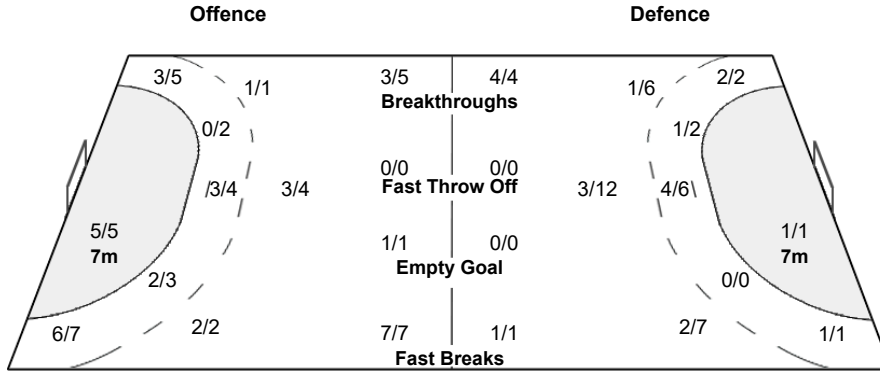 Offence Defence
3/5 3/5 4/4 2/2
1/1 1/6
Breakthroughs
0/2 1/2
0/0 0/0
3/4 3/4 Fast Throw Off 3/12 4/6
5/5 1/1
7m 1/1 0/0 7m
Empty Goal
2/3 0/0
6/7 2/2 7/7 1/1 2/7 1/1
Fast Breaks